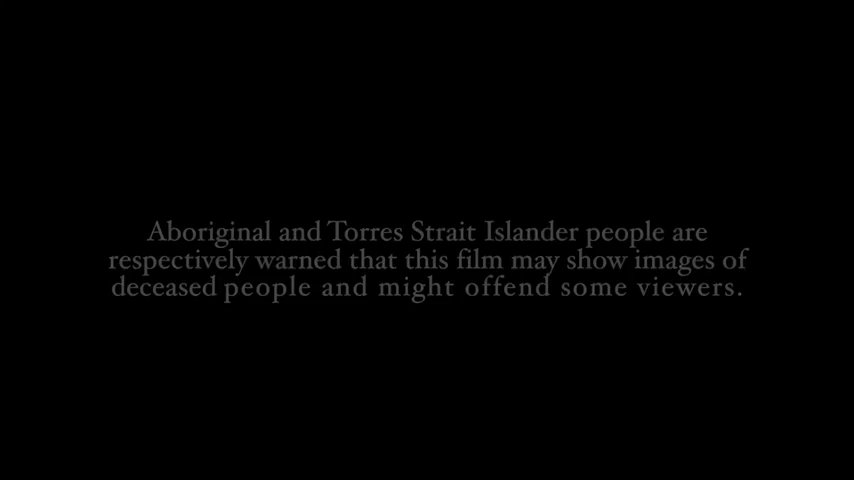 Aboriginal and Torres Strait Islander people are
respectively warned that this film may show images of
deceased people and might offend some viewers.